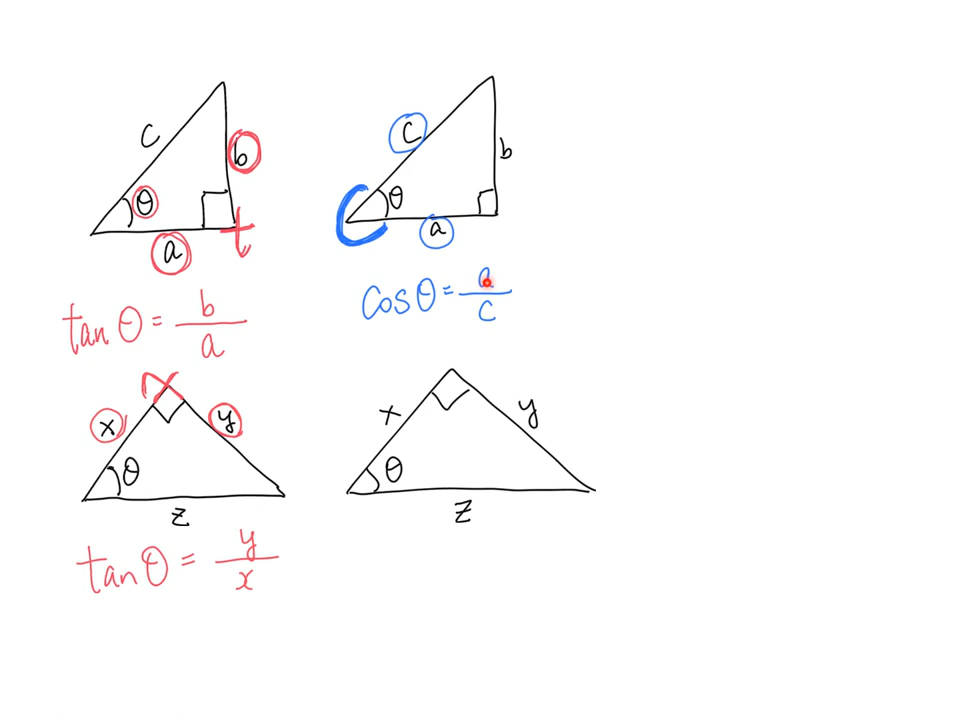 c
b
θ
a
t
tan θ = b/a
c
b
θ
a
cos θ = a/c
x
y
θ
z
tan θ = y/x
x
y
θ
z